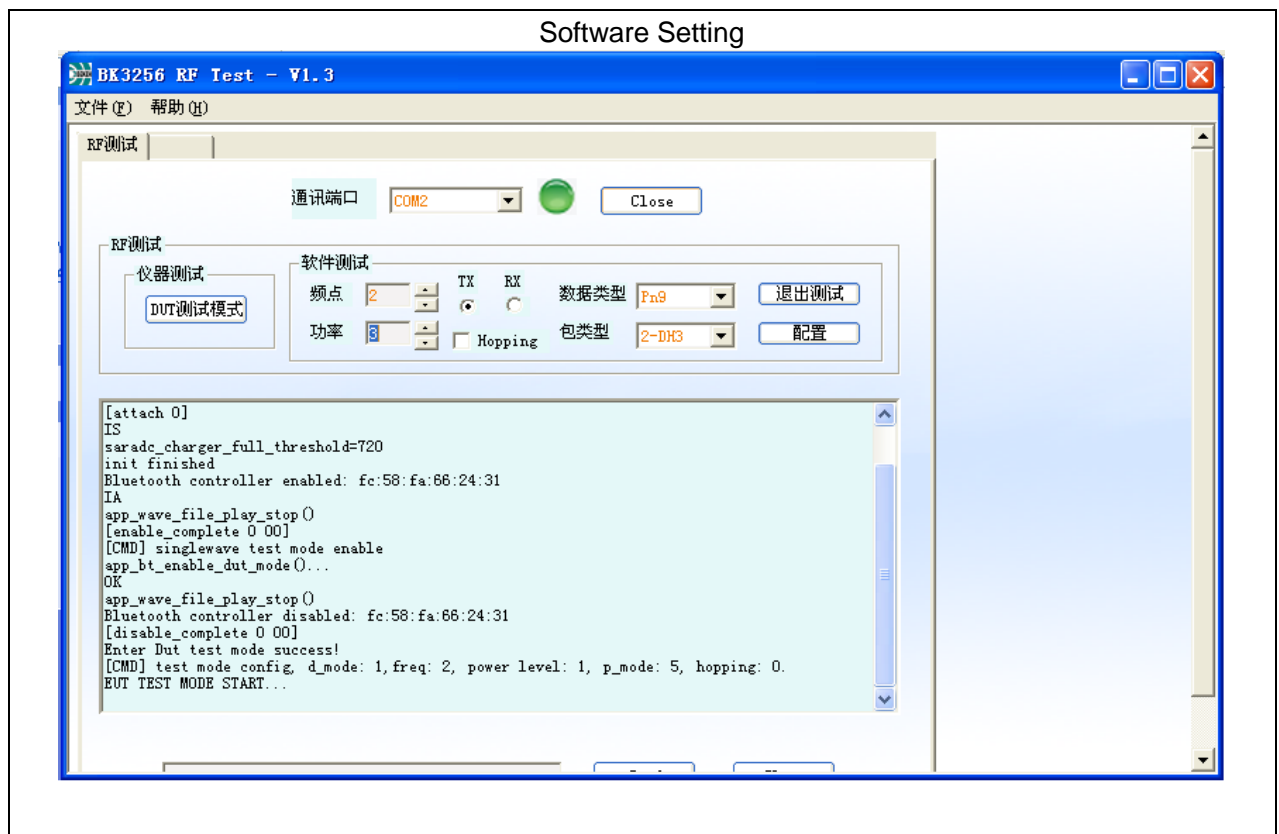 Software Setting
BK3256 RF Test - V1.3
文件(F) 帮助(H)
RF测试
通讯端口 COM2 Close
RF测试
仪器测试
DUT测试模式
软件测试
频点 2 TX RX 数据类型 Pn9 退出测试
功率 3 Hopping 包类型 2-DH3 配置
[attach 0]
IS
saradc_charger_full_threshold=720
init finished
Bluetooth controller enabled: fc:58:fa:66:24:31
IA
app_wave_file_play_stop()
[enable_complete 0 00]
[CMD] singlewave test mode enable
app_bt_enable_dut_mode()...
OK
app_wave_file_play_stop()
Bluetooth controller disabled: fc:58:fa:66:24:31
[disable_complete 0 00]
Enter Dut test mode success!
[CMD] test mode config, d_mode: 1,freq: 2, power level: 1, p_mode: 5, hopping: 0.
EUT TEST MODE START...